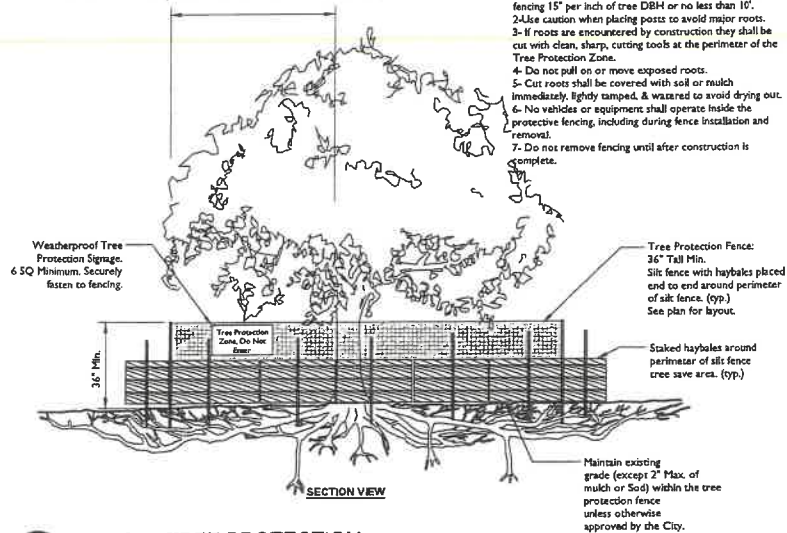 fencing 15" per inch of tree DBH or no less than 10'.
2-Use caution when placing posts to avoid major roots.
3- If roots are encountered by construction they shall be
cut with clean, sharp, cutting tools at the perimeter of the
Tree Protection Zone.
4- Do not pull on or move exposed roots.
5- Cut roots shall be covered with soil or mulch
immediately, lightly tamped, & watered to avoid drying out.
6- No vehicles or equipment shall operate inside the
protective fencing, including during fence installation and
removal.
7- Do not remove fencing until after construction is
complete.
Weatherproof Tree
Protection Signage.
6 SQ Minimum. Securely
fasten to fencing.
Tree Protection Fence:
36" Tall Min.
Silt fence with haybales placed
end to end around perimeter
of silt fence. (typ.)
See plan for layout.
Tree Protection
Zone, Do Not
Enter
36" Min.
Staked haybales around
perimeter of silt fence
tree save area. (typ.)
SECTION VIEW
Maintain existing
grade (except 2" Max. of
mulch or Sod) within the tree
protection fence
unless otherwise
approved by the City.
PROTECTION